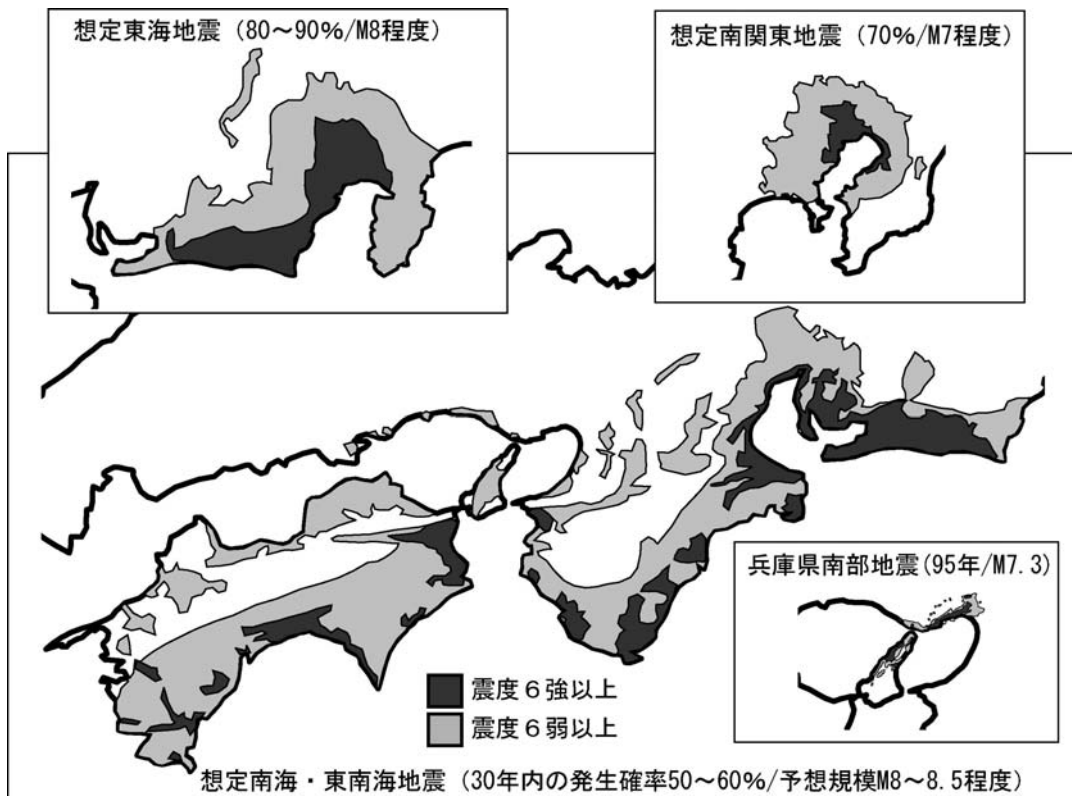 想定東海地震（80～90%/M8程度）
想定南関東地震（70%/M7程度）
兵庫県南部地震(95年/M7.3)
震度６強以上
震度６弱以上
想定南海・東南海地震（30年内の発生確率50～60%/予想規模M8～8.5程度）